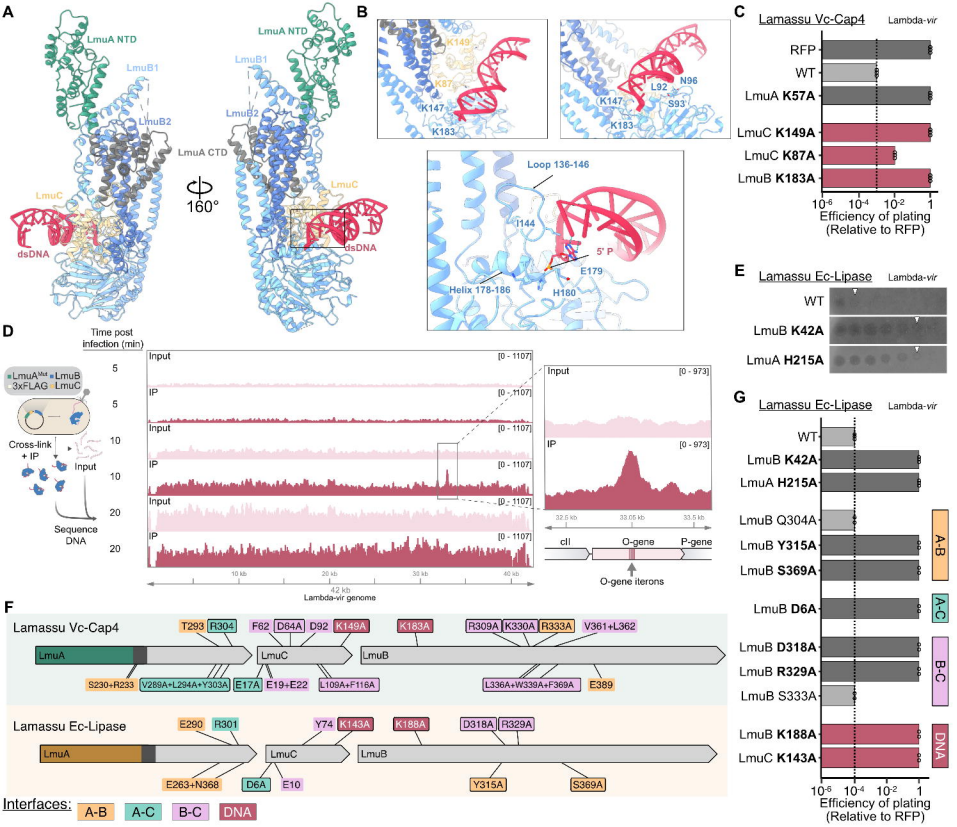 A
LmuA NTD
LmuB1
LmuB2
LmuA CTD
LmuC
dsDNA
160°
LmuA NTD
LmuB1
LmuB2
LmuC
dsDNA
B
K149
K87
K147
K183
N96
L92
S93
K147
K183
Loop 136-146
I144
5' P
E179
H180
Helix 178-186
C
Lamassu Vc-Cap4
Lambda-vir
RFP
WT
LmuA K57A
LmuC K149A
LmuC K87A
LmuB K183A
10-6
10-2
1
Efficiency of plating
(Relative to RFP)
D
Time post
infection (min)
LmuAMut
LmuB
3xFLAG
LmuC
Cross-link
+ IP
Input
Sequence
DNA
5
Input
[0 - 1107]
5
IP
[0 - 1107]
10
Input
[0 - 1107]
10
IP
[0 - 1107]
20
Input
[0 - 1107]
20
IP
[0 - 1107]
10 kb
20 kb
30 kb
40 kb
42 kb
Lambda-vir genome
Input
[0 - 973]
IP
[0 - 973]
32.5 kb
33.05 kb
33.5 kb
cII
O-gene
P-gene
O-gene iterons
E
Lamassu Ec-Lipase
Lambda-vir
WT
LmuB K42A
LmuA H215A
F
Lamassu Vc-Cap4
T293
R304
F62
D64A
D92
K149A
K183A
R309A
K330A
R333A
V361+L362
LmuA
LmuC
LmuB
S230+R233
V289A+L294A+Y303A
E17A
E19+E22
L109A+F116A
L336A+W339A+F369A
E389
Lamassu Ec-Lipase
E290
R301
Y74
K143A
K188A
D318A
R329A
LmuA
LmuC
LmuB
E263+N368
D6A
E10
Y315A
S369A
Interfaces:
A-B
A-C
B-C
DNA
G
Lamassu Ec-Lipase
Lambda-vir
WT
LmuB K42A
LmuA H215A
LmuB Q304A
LmuB Y315A
LmuB S369A
A-B
LmuB D6A
A-C
LmuB D318A
LmuB R329A
LmuB S333A
B-C
LmuB K188A
LmuC K143A
DNA
10-6
10-4
10-2
1
Efficiency of plating
(Relative to RFP)